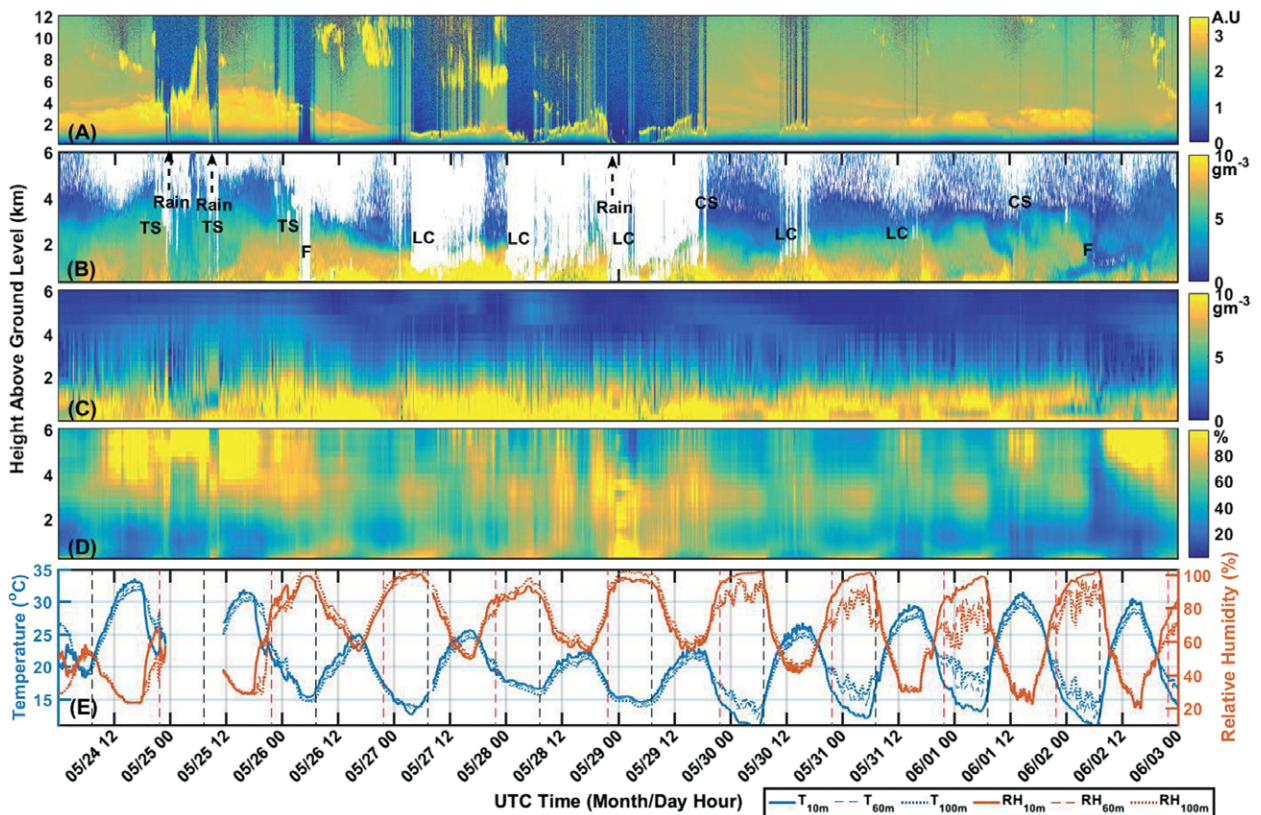 12
10
8
6
4
2
(A)
A.U
3
2
1
0
6
4
2
(B)
Rain
Rain
Rain
TS
TS
TS
F
LC
LC
LC
CS
LC
LC
CS
F
10
gm-3
5
0
6
4
2
(C)
10
gm-3
5
0
6
4
2
(D)
%
80
60
40
20
Height Above Ground Level (km)
35
30
25
20
15
(E)
Temperature (°C)
100
80
60
40
20
Relative Humidity (%)
05/24 12
05/25 00
05/25 12
05/26 00
05/26 12
05/27 00
05/27 12
05/28 00
05/28 12
05/29 00
05/29 12
05/30 00
05/30 12
05/31 00
05/31 12
06/01 00
06/01 12
06/02 00
06/02 12
06/03 00
UTC Time (Month/Day Hour)
T10m T60m T100m RH10m RH60m RH100m